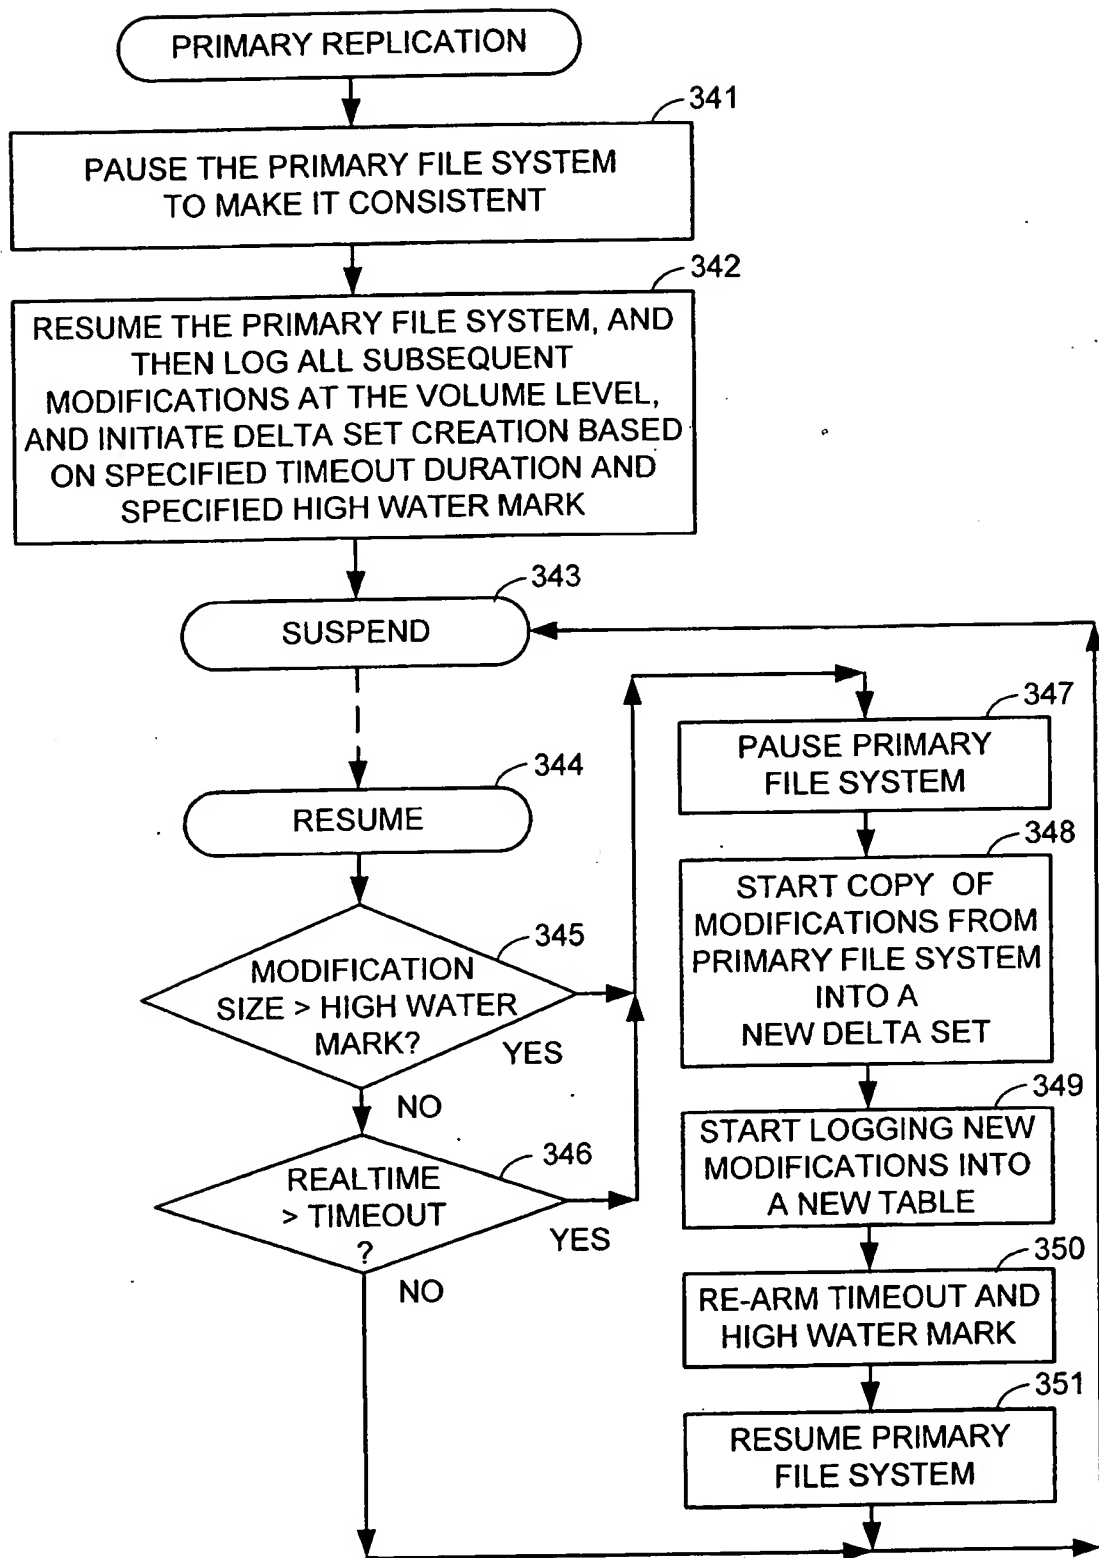 PRIMARY REPLICATION
341
PAUSE THE PRIMARY FILE SYSTEM
TO MAKE IT CONSISTENT
342
RESUME THE PRIMARY FILE SYSTEM, AND
THEN LOG ALL SUBSEQUENT
MODIFICATIONS AT THE VOLUME LEVEL,
AND INITIATE DELTA SET CREATION BASED
ON SPECIFIED TIMEOUT DURATION AND
SPECIFIED HIGH WATER MARK
343
SUSPEND
344
RESUME
345
MODIFICATION
SIZE > HIGH WATER
MARK?
YES
NO
346
REALTIME
> TIMEOUT
?
YES
NO
347
PAUSE PRIMARY
FILE SYSTEM
348
START COPY OF
MODIFICATIONS FROM
PRIMARY FILE SYSTEM
INTO A
NEW DELTA SET
349
START LOGGING NEW
MODIFICATIONS INTO
A NEW TABLE
350
RE-ARM TIMEOUT AND
HIGH WATER MARK
351
RESUME PRIMARY
FILE SYSTEM